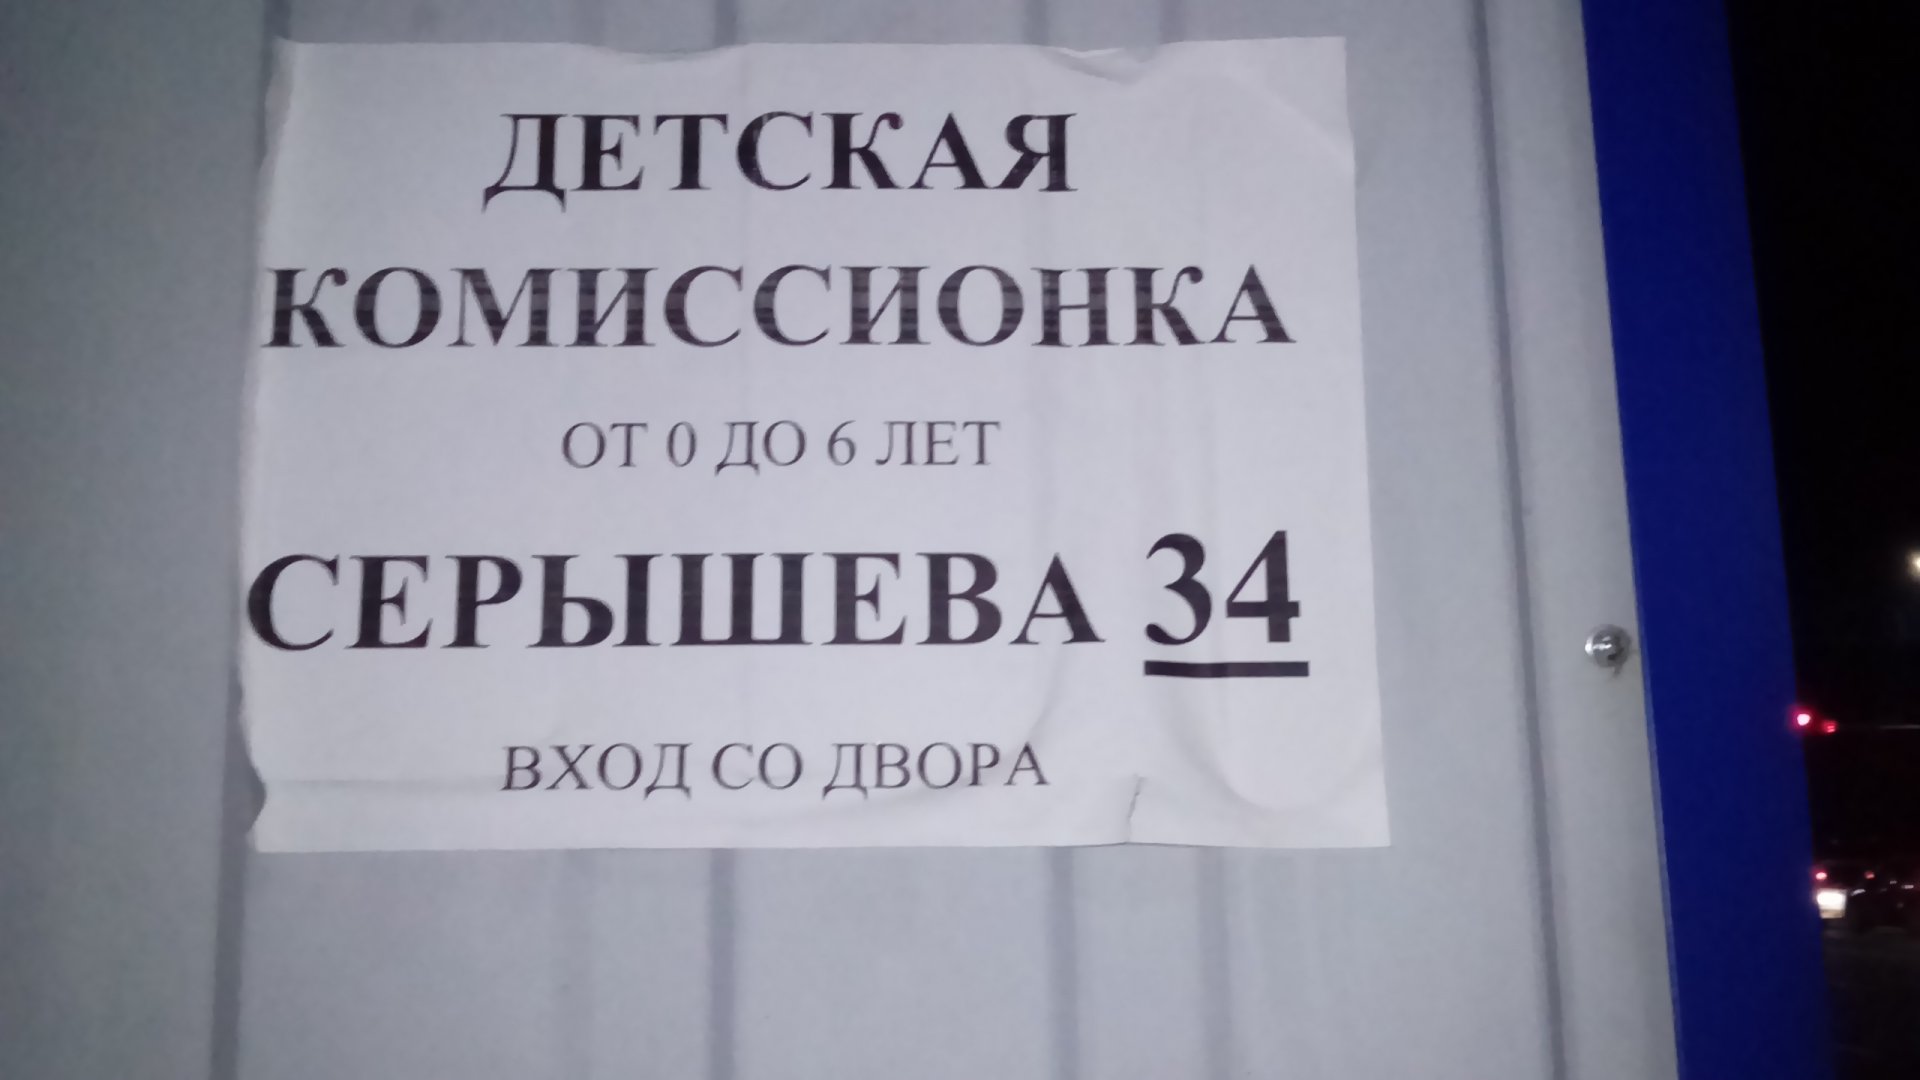 ДЕТСКАЯ
КОМИССИОНКА
ОТ 0 ДО 6 ЛЕТ
СЕРЫШЕВА 34
ВХОД СО ДВОРА